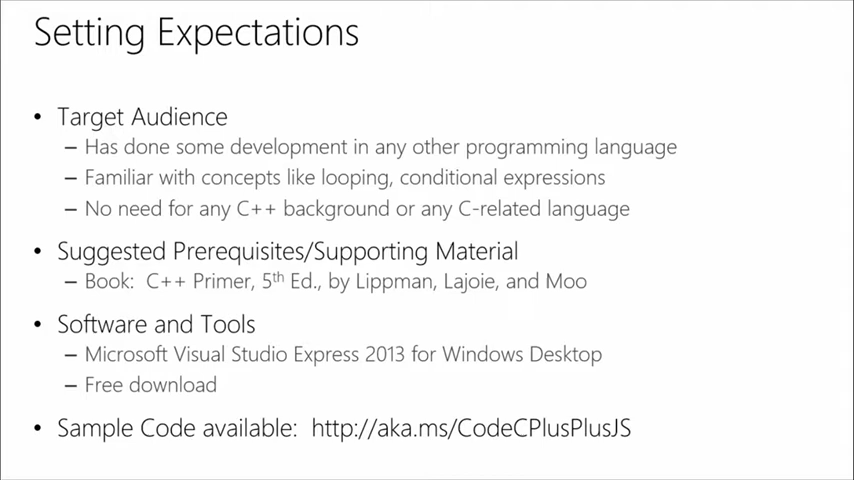 Setting Expectations
• Target Audience
– Has done some development in any other programming language
– Familiar with concepts like looping, conditional expressions
– No need for any C++ background or any C-related language
• Suggested Prerequisites/Supporting Material
– Book:  C++ Primer, 5th Ed., by Lippman, Lajoie, and Moo
• Software and Tools
– Microsoft Visual Studio Express 2013 for Windows Desktop
– Free download
• Sample Code available:  http://aka.ms/CodeCPlusPlusJS